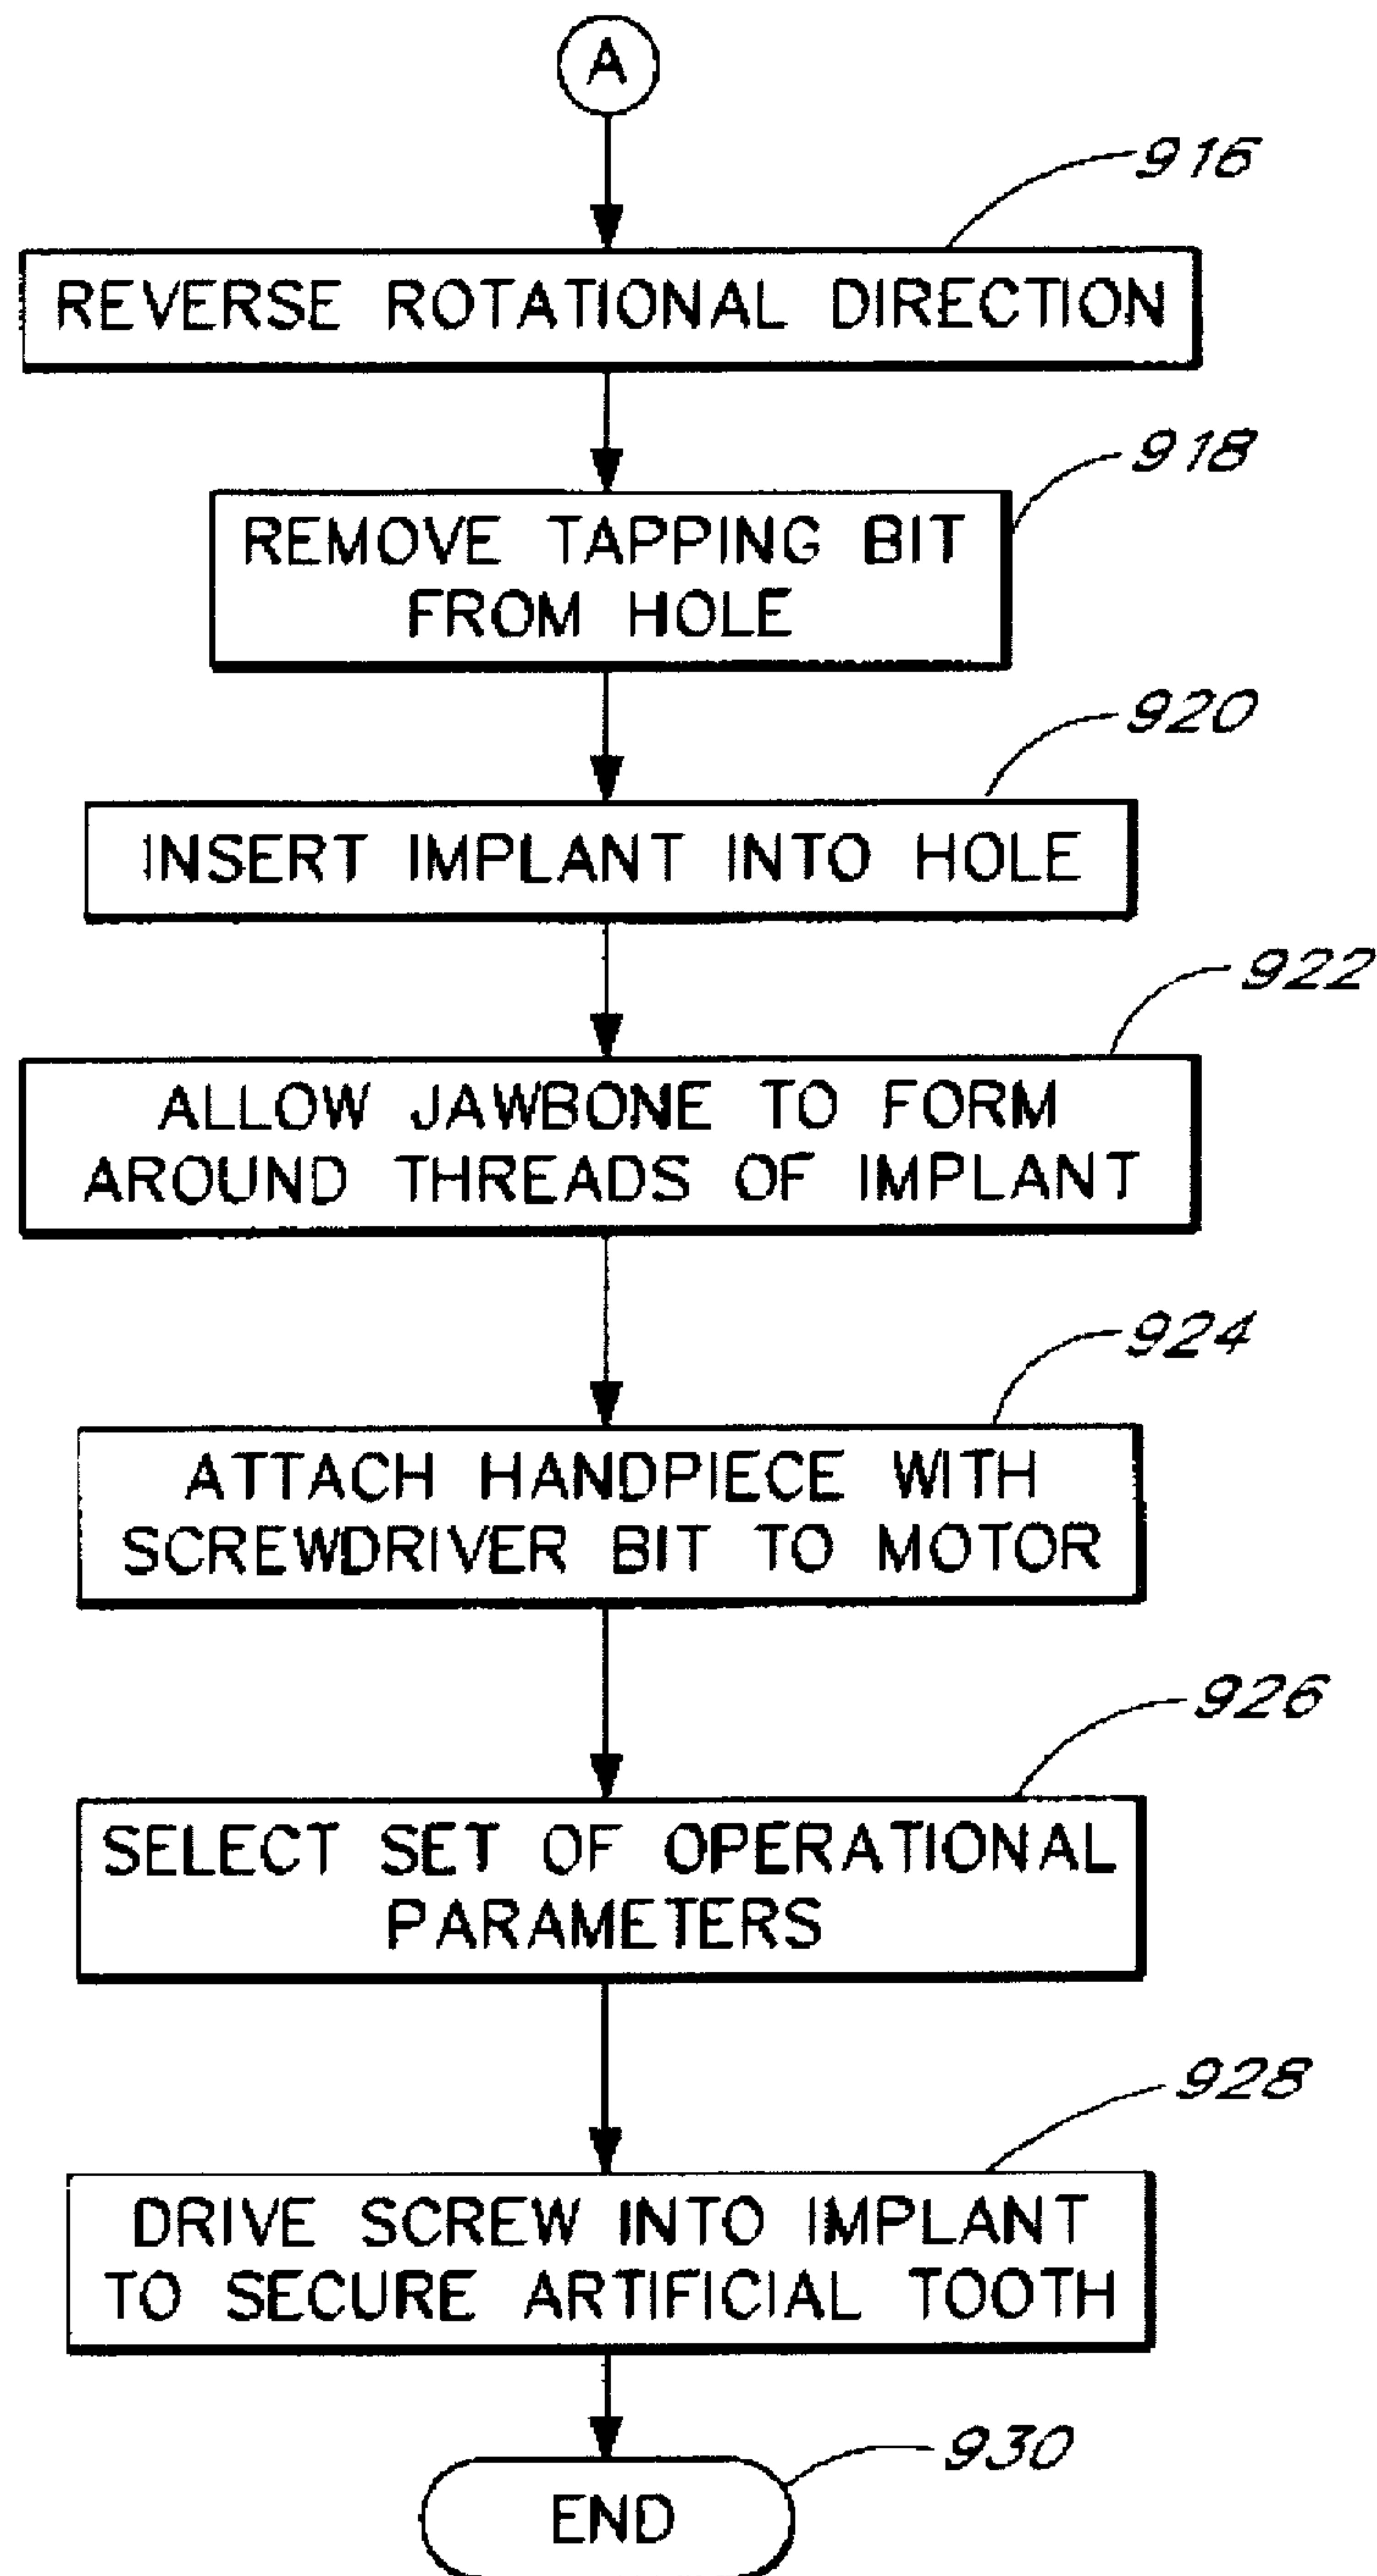 A
916
REVERSE ROTATIONAL DIRECTION
918
REMOVE TAPPING BIT
FROM HOLE
920
INSERT IMPLANT INTO HOLE
922
ALLOW JAWBONE TO FORM
AROUND THREADS OF IMPLANT
924
ATTACH HANDPIECE WITH
SCREWDRIVER BIT TO MOTOR
926
SELECT SET OF OPERATIONAL
PARAMETERS
928
DRIVE SCREW INTO IMPLANT
TO SECURE ARTIFICIAL TOOTH
930
END